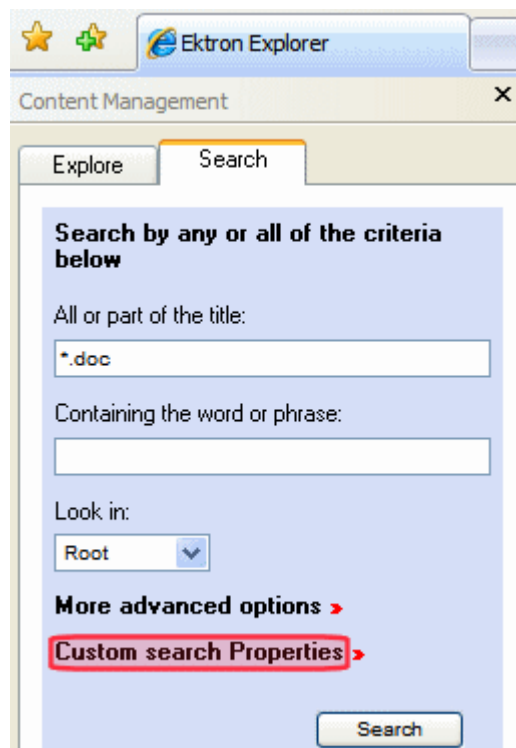 Ektron Explorer
Content Management
Explore
Search
Search by any or all of the criteria
below
All or part of the title:
*.doc
Containing the word or phrase:
Look in:
Root
More advanced options
Custom search Properties
Search